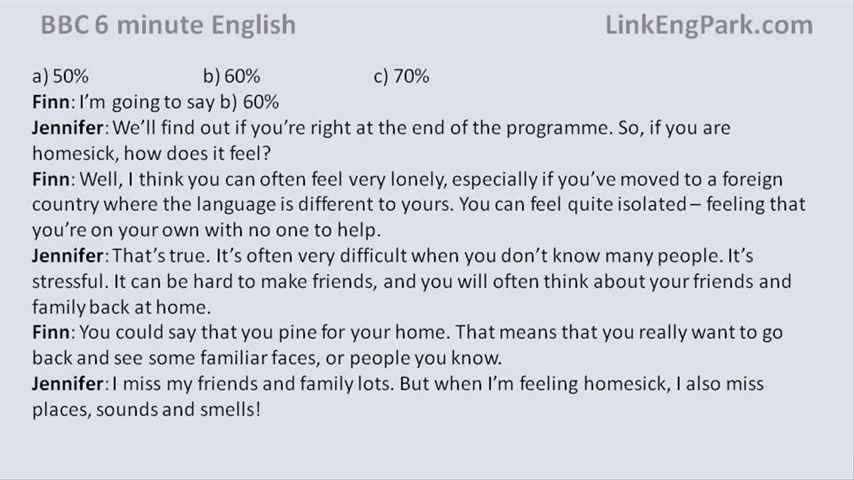 BBC 6 minute English LinkEngPark.com
a) 50% b) 60% c) 70%
Finn: I'm going to say b) 60%
Jennifer: We'll find out if you're right at the end of the programme. So, if you are
homesick, how does it feel?
Finn: Well, I think you can often feel very lonely, especially if you've moved to a foreign
country where the language is different to yours. You can feel quite isolated – feeling that
you're on your own with no one to help.
Jennifer: That's true. It's often very difficult when you don't know many people. It's
stressful. It can be hard to make friends, and you will often think about your friends and
family back at home.
Finn: You could say that you pine for your home. That means that you really want to go
back and see some familiar faces, or people you know.
Jennifer: I miss my friends and family lots. But when I'm feeling homesick, I also miss
places, sounds and smells!